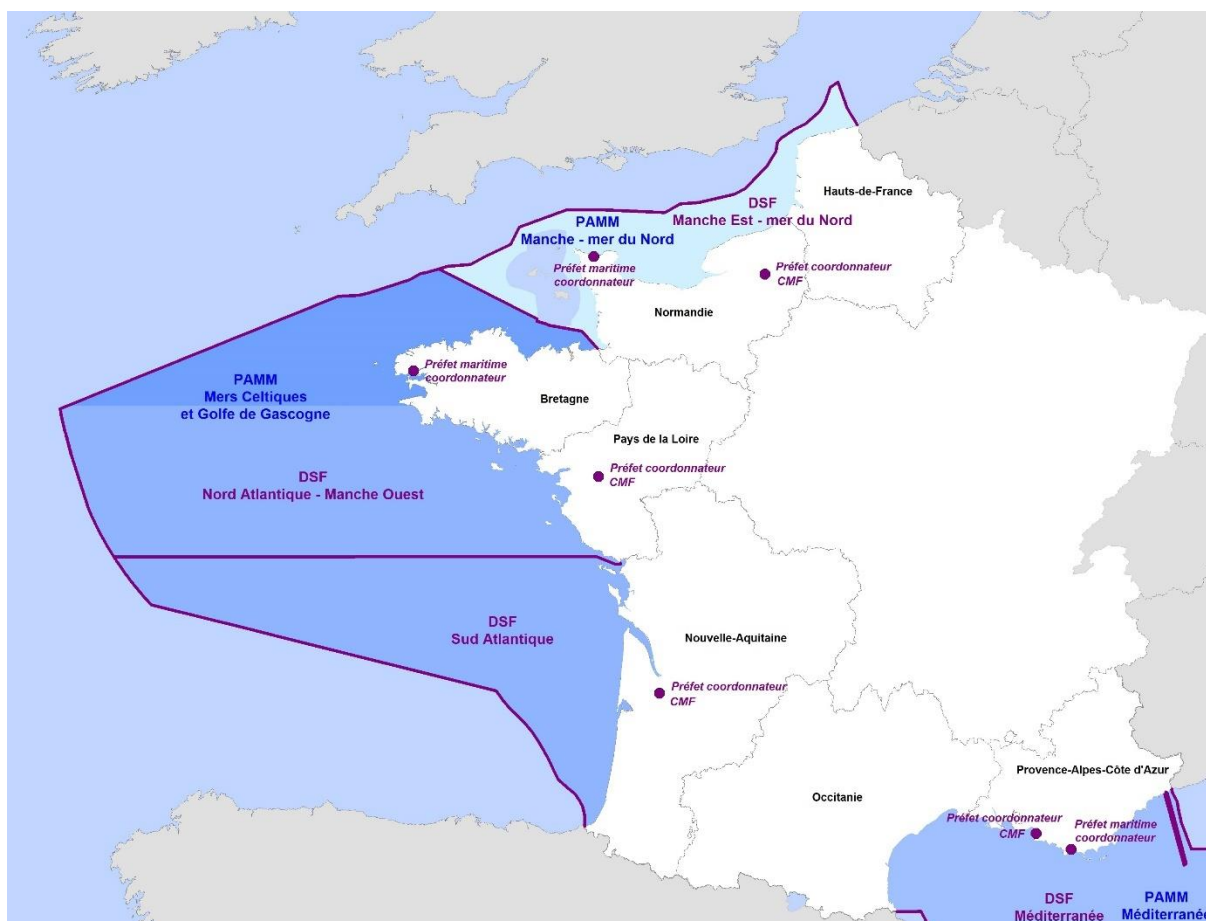 Hauts-de-France
DSF
Manche Est - mer du Nord
PAMM
Manche - mer du Nord
Préfet maritime
coordonnateur
Préfet coordonnateur
CMF
Normandie
Préfet maritime
coordonnateur
PAMM
Mers Celtiques
et Golfe de Gascogne
Bretagne
Pays de la Loire
Préfet coordonnateur
CMF
DSF
Nord Atlantique - Manche Ouest
DSF
Sud Atlantique
Nouvelle-Aquitaine
Préfet coordonnateur
CMF
Provence-Alpes-Côte d'Azur
Occitanie
Préfet coordonnateur
CMF
Préfet maritime
coordonnateur
DSF
Méditerranée
PAMM
Méditerranée